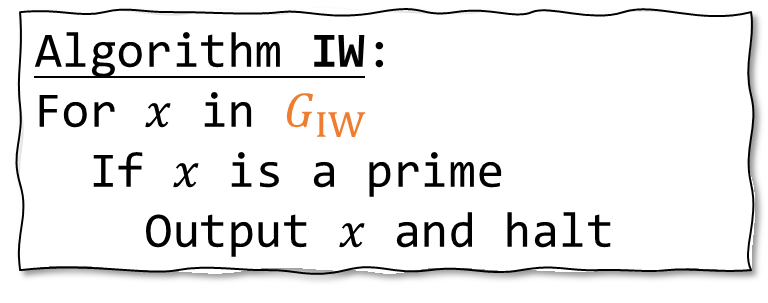 Algorithm IW:
For x in G_IW
If x is a prime
Output x and halt